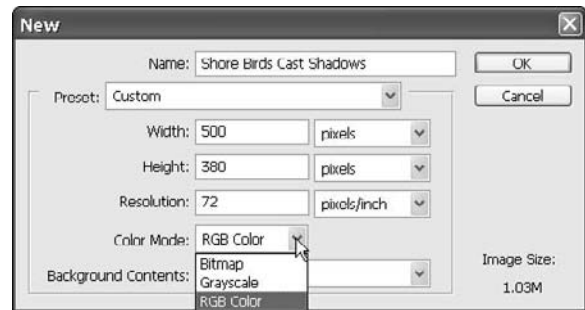 New
Name: Shore Birds Cast Shadows OK
Preset: Custom Cancel
Width: 500 pixels
Height: 380 pixels
Resolution: 72 pixels/inch
Color Mode: RGB Color
Bitmap
Image Size:
Background Contents: Grayscale
1.03M
RGB Color